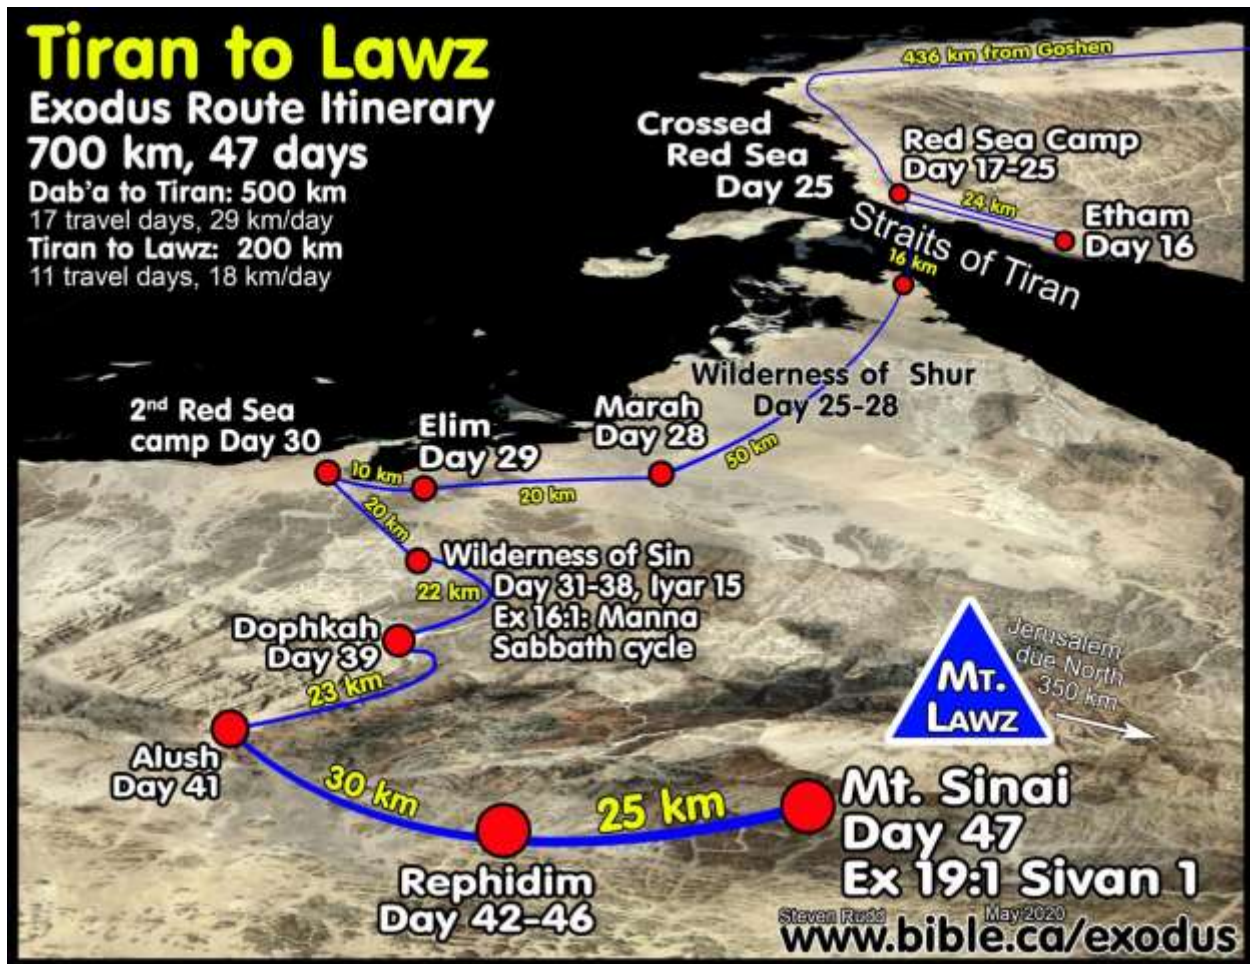 Tiran to Lawz
Exodus Route Itinerary
700 km, 47 days
Dab'a to Tiran: 500 km
17 travel days, 29 km/day
Tiran to Lawz: 200 km
11 travel days, 18 km/day
436 km from Goshen
Crossed
Red Sea
Day 25
Red Sea Camp
Day 17-25
24 km
Etham
Day 16
Straits of Tiran
16 km
Wilderness of Shur
Day 25-28
50 km
Marah
Day 28
20 km
Elim
Day 29
10 km
2nd Red Sea
camp Day 30
20 km
Wilderness of Sin
Day 31-38, Iyar 15
Ex 16:1: Manna
Sabbath cycle
22 km
Dophkah
Day 39
23 km
Alush
Day 41
30 km
Rephidim
Day 42-46
25 km
Mt. Lawz
Jerusalem
due North
350 km
Mt. Sinai
Day 47
Ex 19:1 Sivan 1
Steven Rudd May 2020
www.bible.ca/exodus